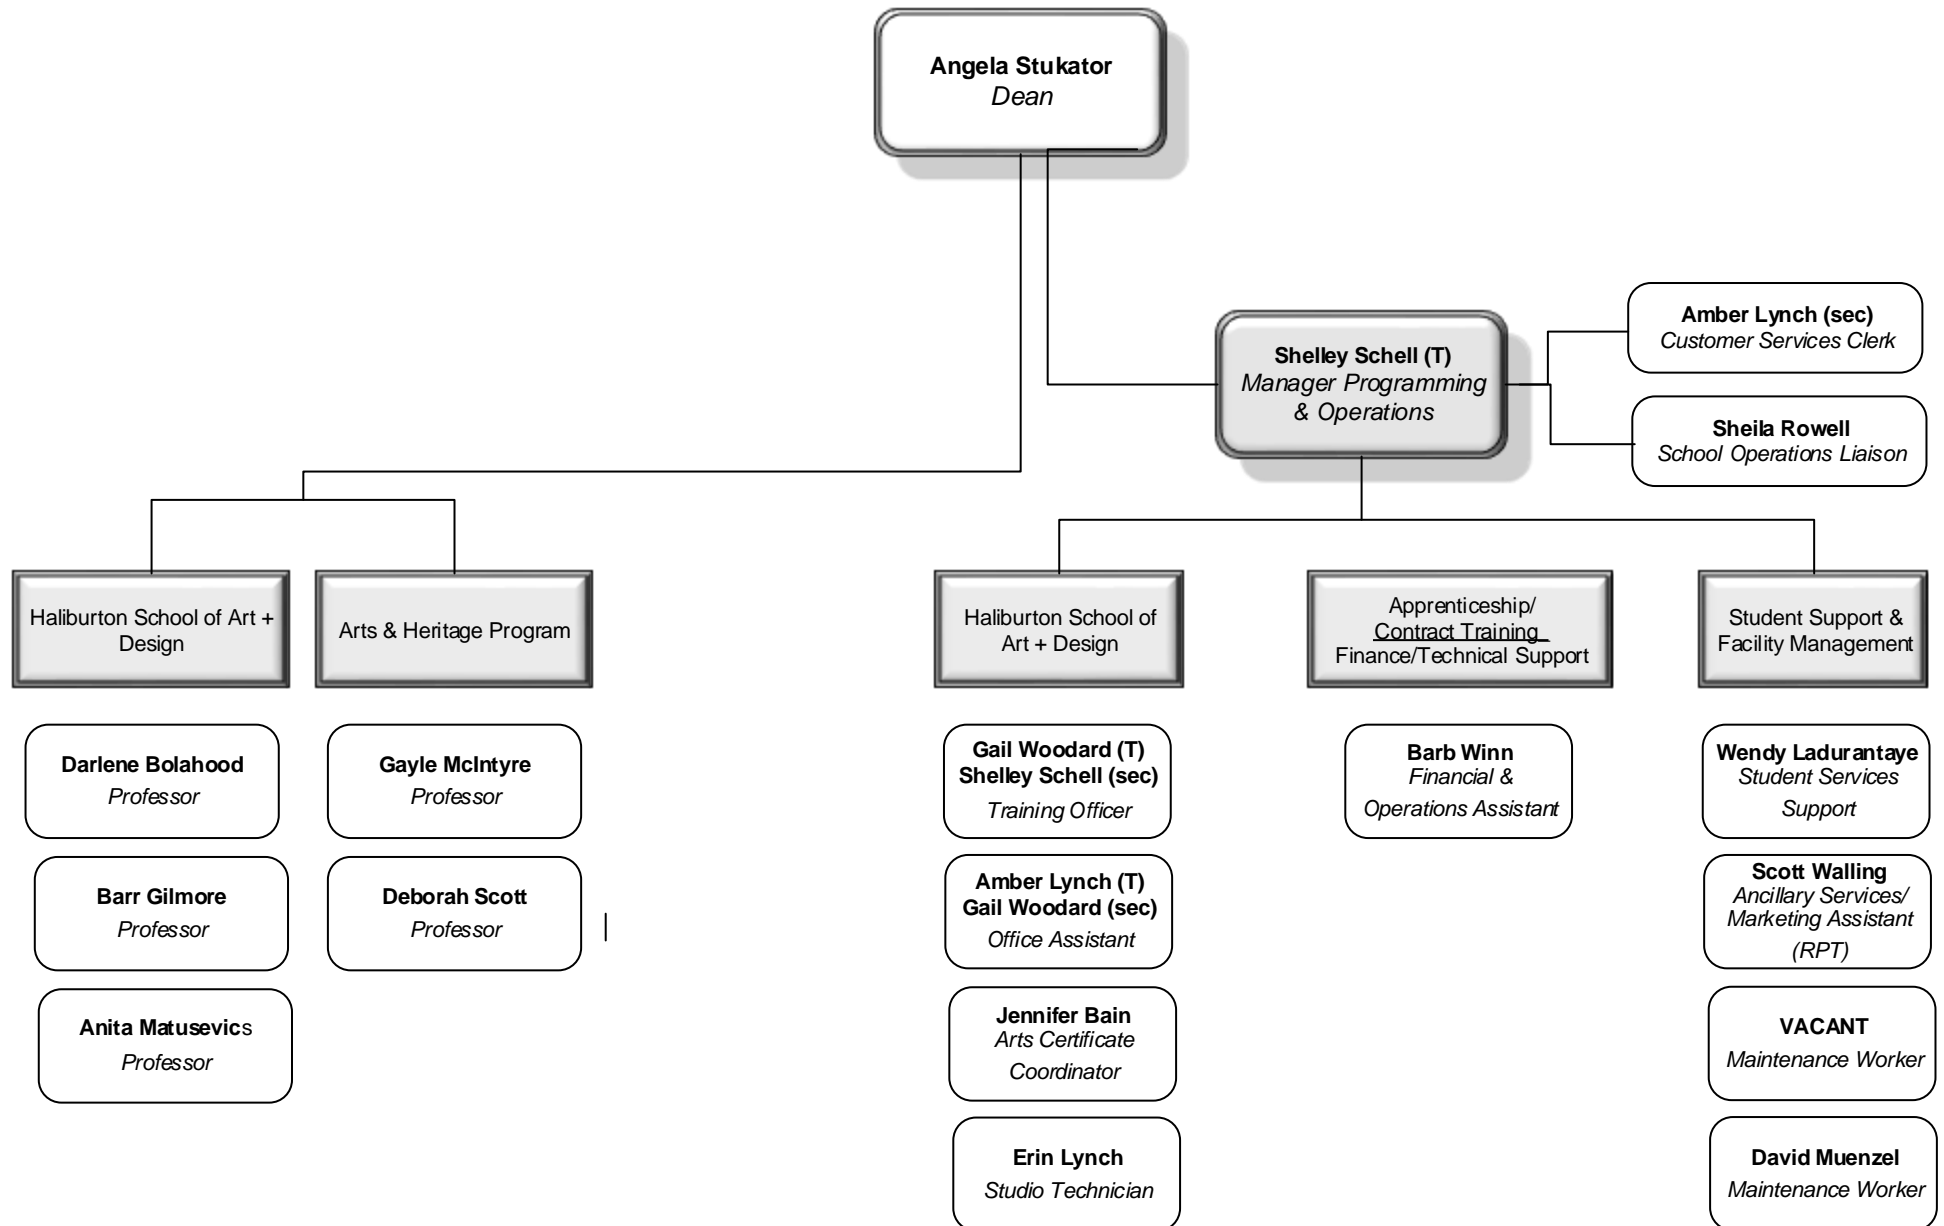 Angela Stukator
Dean
Shelley Schell (T)
Manager Programming
& Operations
Amber Lynch (sec)
Customer Services Clerk
Sheila Rowell
School Operations Liaison
Haliburton School of Art +
Design
Arts & Heritage Program
Haliburton School of
Art + Design
Apprenticeship/
Contract Training
Finance/Technical Support
Student Support &
Facility Management
Darlene Bolahood
Professor
Barr Gilmore
Professor
Anita Matusevics
Professor
Gayle McIntyre
Professor
Deborah Scott
Professor
Gail Woodard (T)
Shelley Schell (sec)
Training Officer
Amber Lynch (T)
Gail Woodard (sec)
Office Assistant
Jennifer Bain
Arts Certificate
Coordinator
Erin Lynch
Studio Technician
Barb Winn
Financial &
Operations Assistant
Wendy Ladurantaye
Student Services
Support
Scott Walling
Ancillary Services/
Marketing Assistant
(RPT)
VACANT
Maintenance Worker
David Muenzel
Maintenance Worker